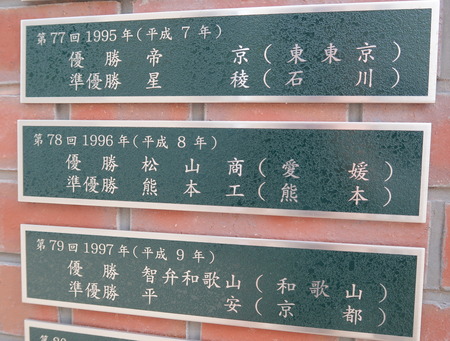 第77回1995年(平成7年)
優勝 帝京(東東京)
準優勝 星稜(石川)
第78回1996年(平成8年)
優勝 松山商(愛媛)
準優勝 熊本工(熊本)
第79回1997年(平成9年)
優勝 智弁和歌山(和歌山)
準優勝 平安(京都)